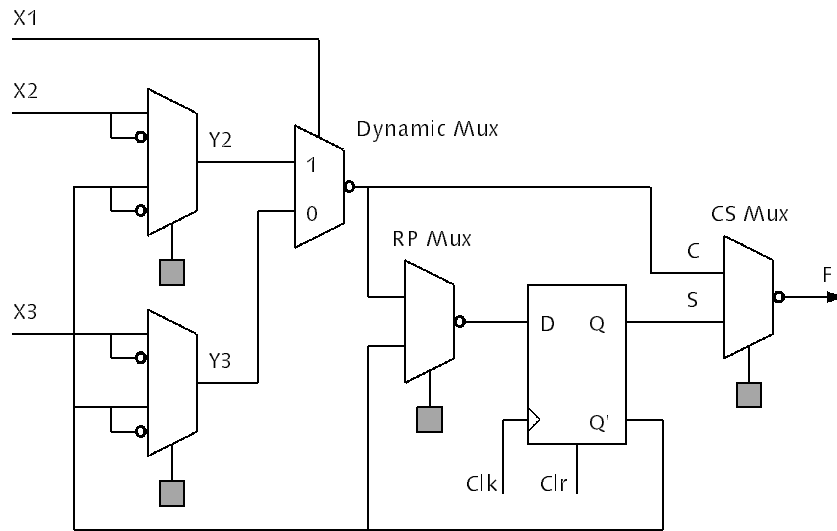 X1
X2
Y2
Dynamic Mux
1
0
RP Mux
CS Mux
C
S
F
X3
Y3
D
Q
Q'
Clk
Clr